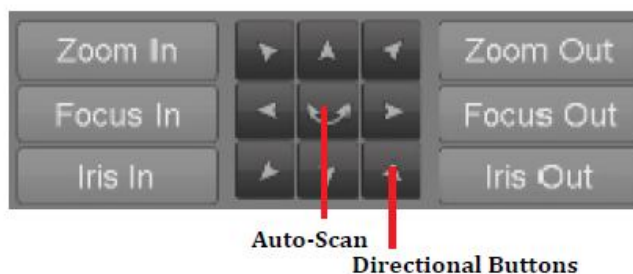 Zoom In
Zoom Out
Focus In
Focus Out
Iris In
Iris Out
Auto-Scan
Directional Buttons